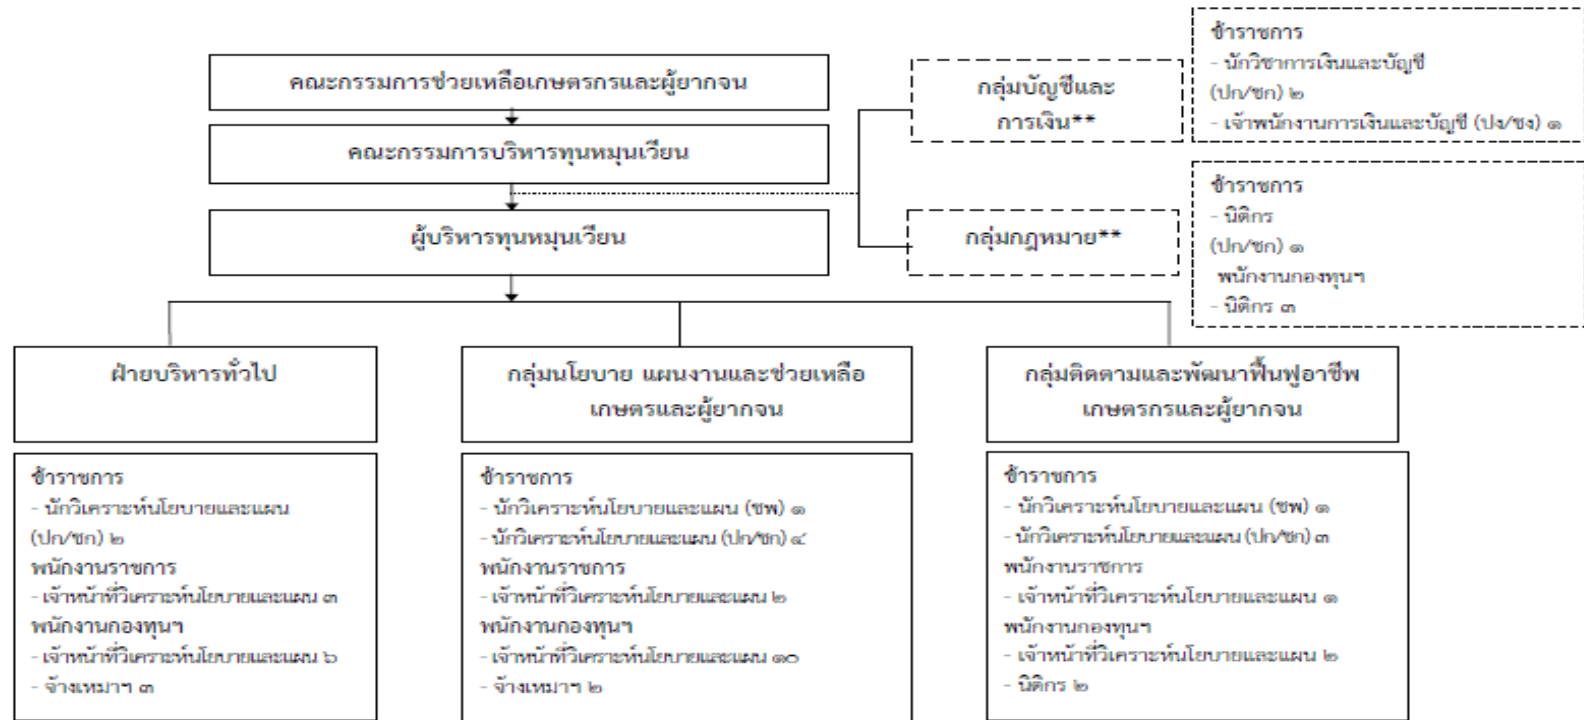 คณะกรรมการช่วยเหลือเกษตรกรและผู้ยากจน
คณะกรรมการบริหารทุนหมุนเวียน
ผู้บริหารทุนหมุนเวียน
กลุ่มบัญชีและ
การเงิน**
ข้าราชการ
- นักวิชาการเงินและบัญชี
(ปก/ชก) ๒
- เจ้าพนักงานการเงินและบัญชี (ปง/ชง) ๑
กลุ่มกฎหมาย**
ข้าราชการ
- นิติกร
(ปก/ชก) ๑
พนักงานกองทุนฯ
- นิติกร ๓
ฝ่ายบริหารทั่วไป
ข้าราชการ
- นักวิเคราะห์นโยบายและแผน
(ปก/ชก) ๒
พนักงานราชการ
- เจ้าหน้าที่วิเคราะห์นโยบายและแผน ๓
พนักงานกองทุนฯ
- เจ้าหน้าที่วิเคราะห์นโยบายและแผน ๖
- จ้างเหมาฯ ๓
กลุ่มนโยบาย แผนงานและช่วยเหลือ
เกษตรและผู้ยากจน
ข้าราชการ
- นักวิเคราะห์นโยบายและแผน (ชพ) ๑
- นักวิเคราะห์นโยบายและแผน (ปก/ชก) ๔
พนักงานราชการ
- เจ้าหน้าที่วิเคราะห์นโยบายและแผน ๒
พนักงานกองทุนฯ
- เจ้าหน้าที่วิเคราะห์นโยบายและแผน ๑๐
- จ้างเหมาฯ ๒
กลุ่มติดตามและพัฒนาฟื้นฟูอาชีพ
เกษตรกรและผู้ยากจน
ข้าราชการ
- นักวิเคราะห์นโยบายและแผน (ชพ) ๑
- นักวิเคราะห์นโยบายและแผน (ปก/ชก) ๓
พนักงานราชการ
- เจ้าหน้าที่วิเคราะห์นโยบายและแผน ๑
พนักงานกองทุนฯ
- เจ้าหน้าที่วิเคราะห์นโยบายและแผน ๒
- นิติกร ๒